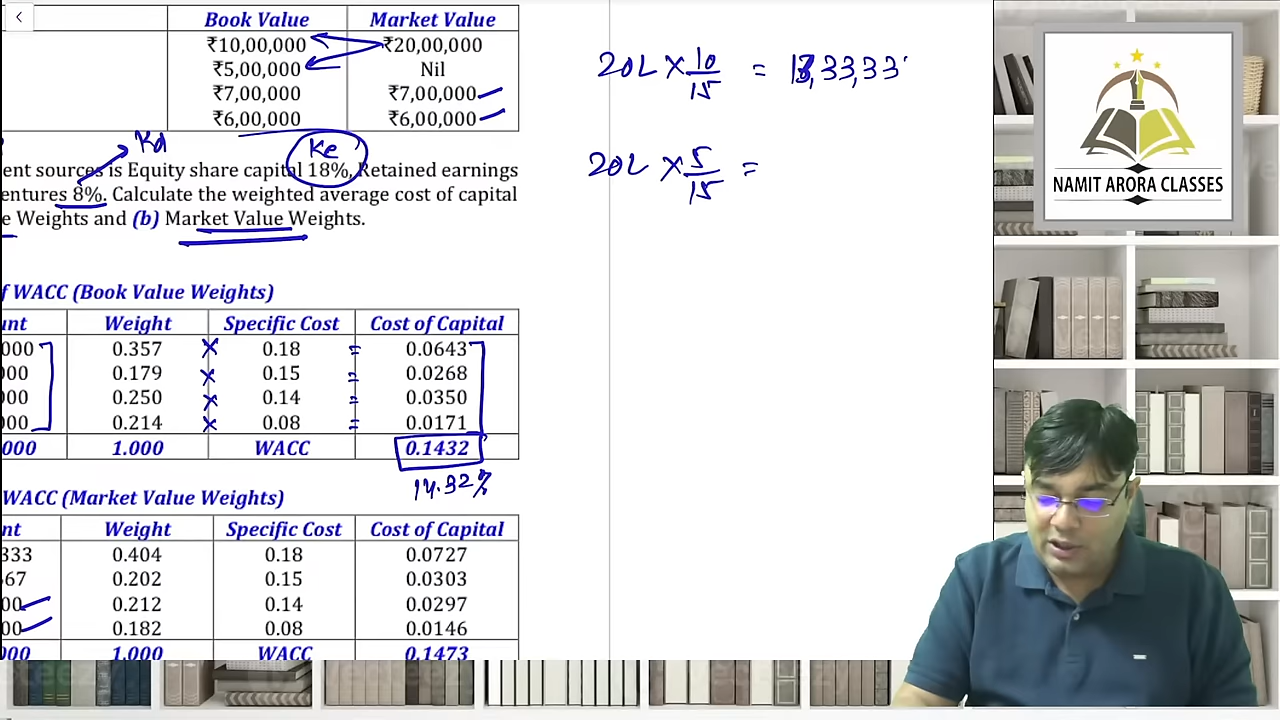 Book Value Market Value
₹10,00,000 ₹20,00,000
₹5,00,000 Nil
₹7,00,000 ₹7,00,000
₹6,00,000 ₹6,00,000
Kd
Ke
ent sources is Equity share capital 18%, Retained earnings
entures 8%. Calculate the weighted average cost of capital
e Weights and (b) Market Value Weights.
f WACC (Book Value Weights)
unt Weight Specific Cost Cost of Capital
000 0.357 × 0.18 = 0.0643
00 0.179 × 0.15 = 0.0268
00 0.250 × 0.14 = 0.0350
00 0.214 × 0.08 = 0.0171
000 1.000 WACC 0.1432
14.32%
WACC (Market Value Weights)
nt Weight Specific Cost Cost of Capital
333 0.404 0.18 0.0727
67 0.202 0.15 0.0303
00 0.212 0.14 0.0297
00 0.182 0.08 0.0146
1.000 WACC 0.1473
20L × 10/15 = 13,33,33
20L × 5/15 =
NAMIT ARORA CLASSES